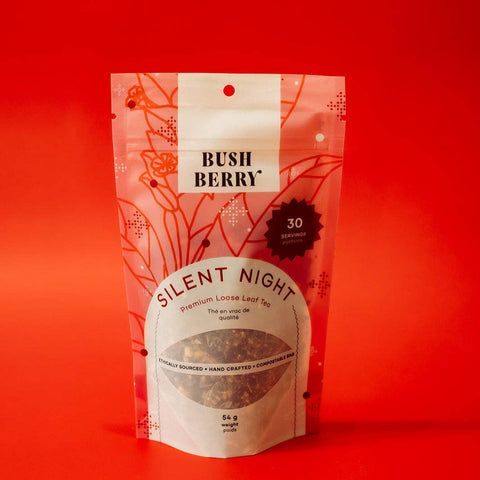 BUSH
BERRY
30
SERVINGS
portions
SILENT NIGHT
Premium Loose Leaf Tea
Thé en vrac de
qualité
ETHICALLY SOURCED • HAND CRAFTED • COMPOSTABLE BAG
54 g
weight
poids